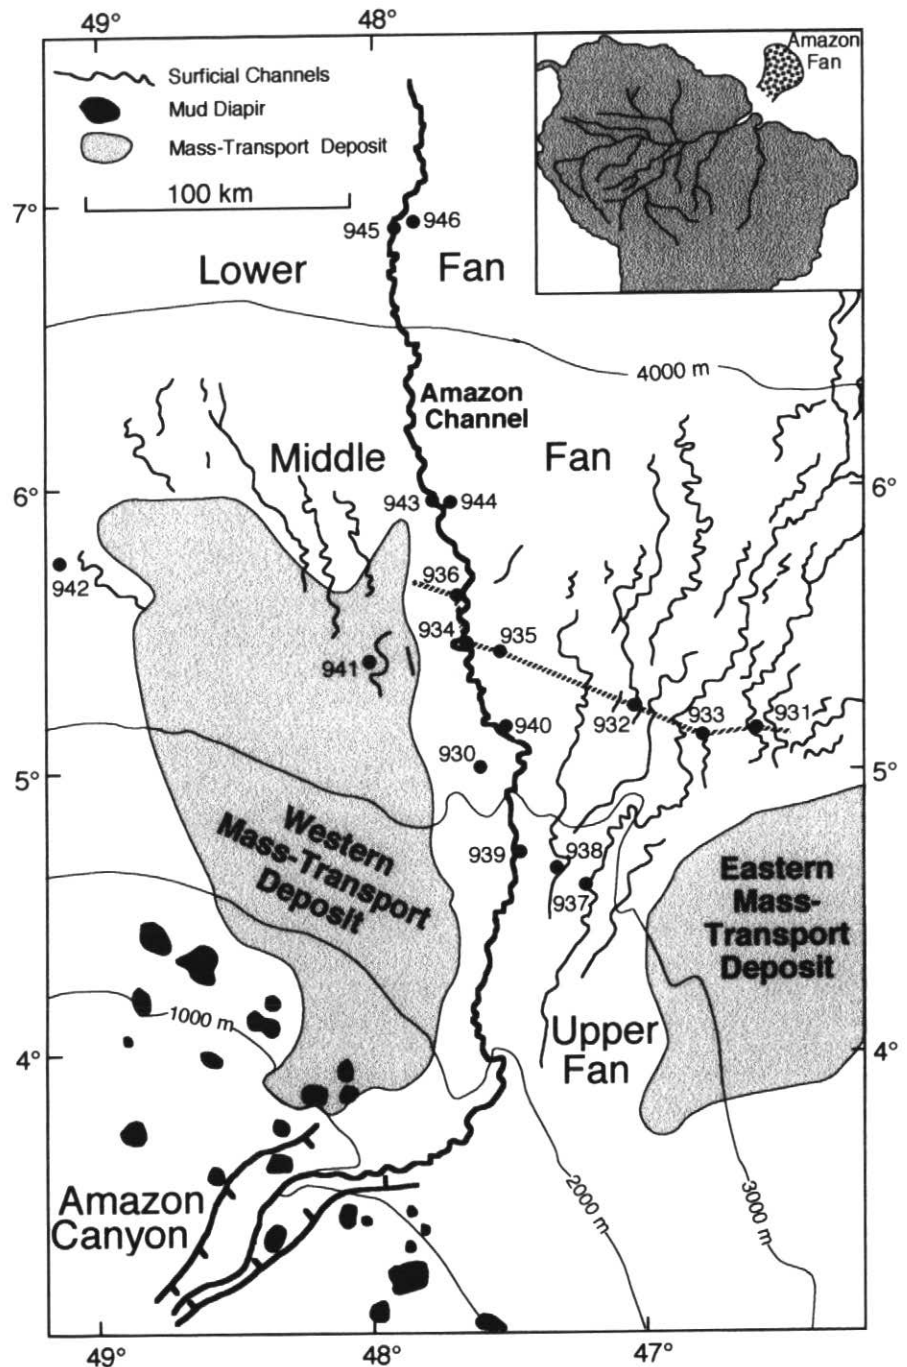 49°
48°
Surficial Channels
Mud Diapir
Mass-Transport Deposit
100 km
Amazon
Fan
7°
945
946
Lower
Fan
4000 m
Amazon
Channel
Middle
Fan
6°
6°
943
944
942
936
934
935
941
932
933
931
940
930
5°
5°
Western
Mass-Transport
Deposit
939
938
937
Eastern
Mass-
Transport
Deposit
1000 m
Upper
Fan
4°
4°
Amazon
Canyon
2000 m
3000 m
49°
48°
47°